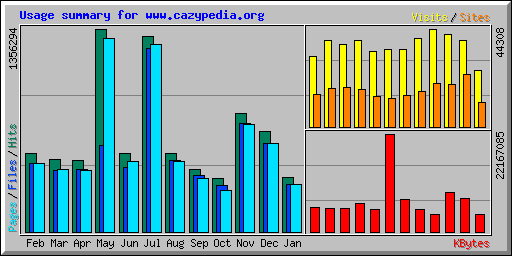 Usage summary for www.cazypedia.org
Visits/Sites
1356294
44308
Pages/Files/Hits
22167085
Feb Mar Apr May Jun Jul Aug Sep Oct Nov Dec Jan
KBytes